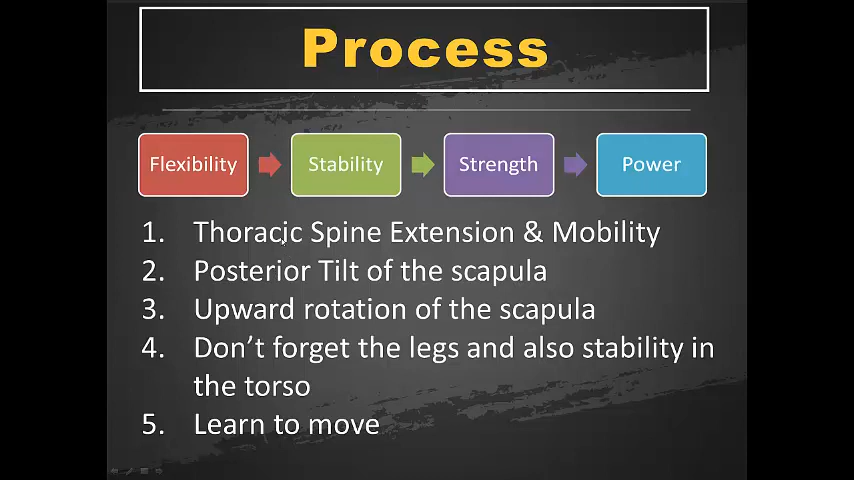 Process
Flexibility
Stability
Strength
Power
1. Thoracic Spine Extension & Mobility
2. Posterior Tilt of the scapula
3. Upward rotation of the scapula
4. Don't forget the legs and also stability in
the torso
5. Learn to move